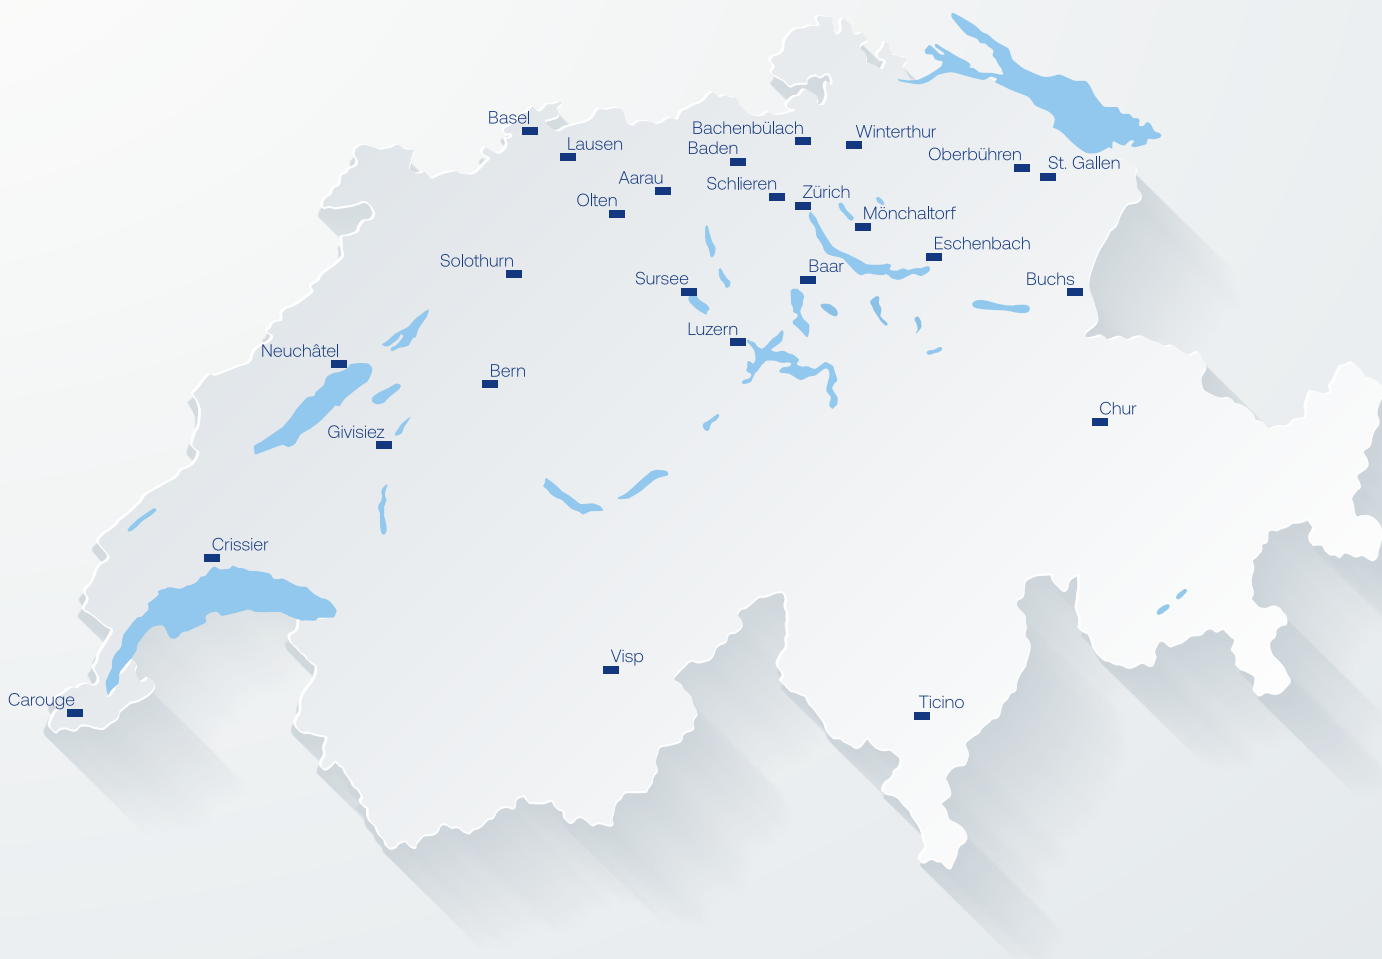 Basel
Bachenbülach
Winterthur
Lausen
Baden
Oberbühren
St. Gallen
Aarau
Schlieren
Zürich
Olten
Mönchaltorf
Eschenbach
Solothurn
Baar
Sursee
Buchs
Luzern
Neuchâtel
Bern
Chur
Givisiez
Crissier
Visp
Carouge
Ticino